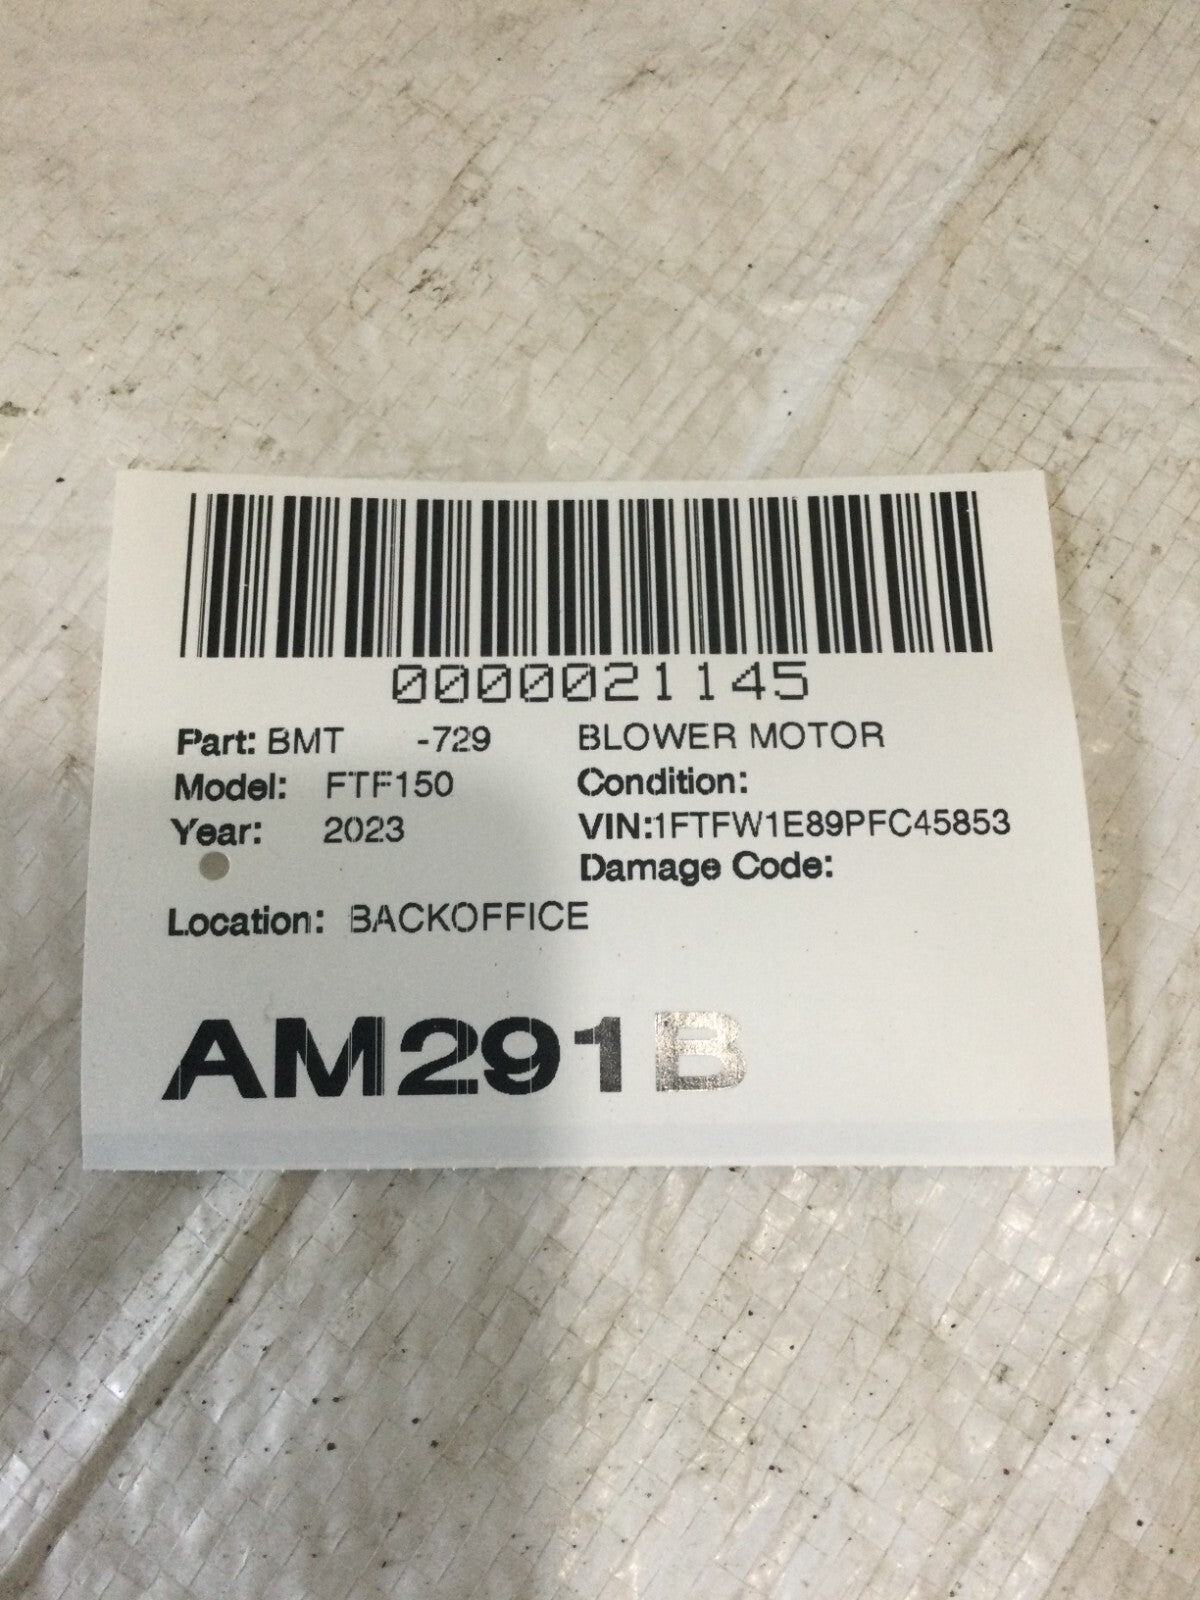 0000021145
Part: BMT -729 BLOWER MOTOR
Model: FTF150 Condition:
Year: 2023 VIN:1FTFW1E89PFC45853
Damage Code:
Location: BACKOFFICE
AM291B